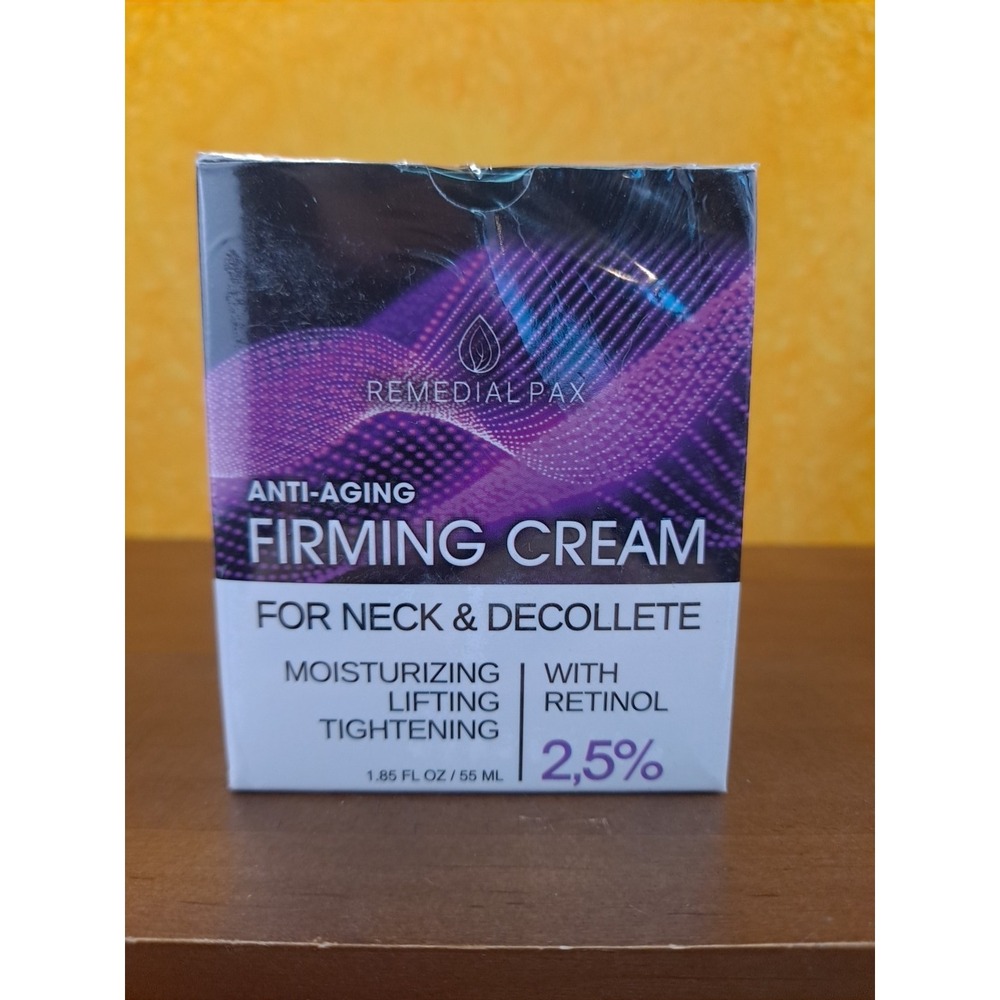 REMEDIAL PAX
ANTI-AGING
FIRMING CREAM
FOR NECK & DECOLLETE
MOISTURIZING
LIFTING
TIGHTENING
1.85 FL OZ / 55 ML
WITH
RETINOL
2,5%